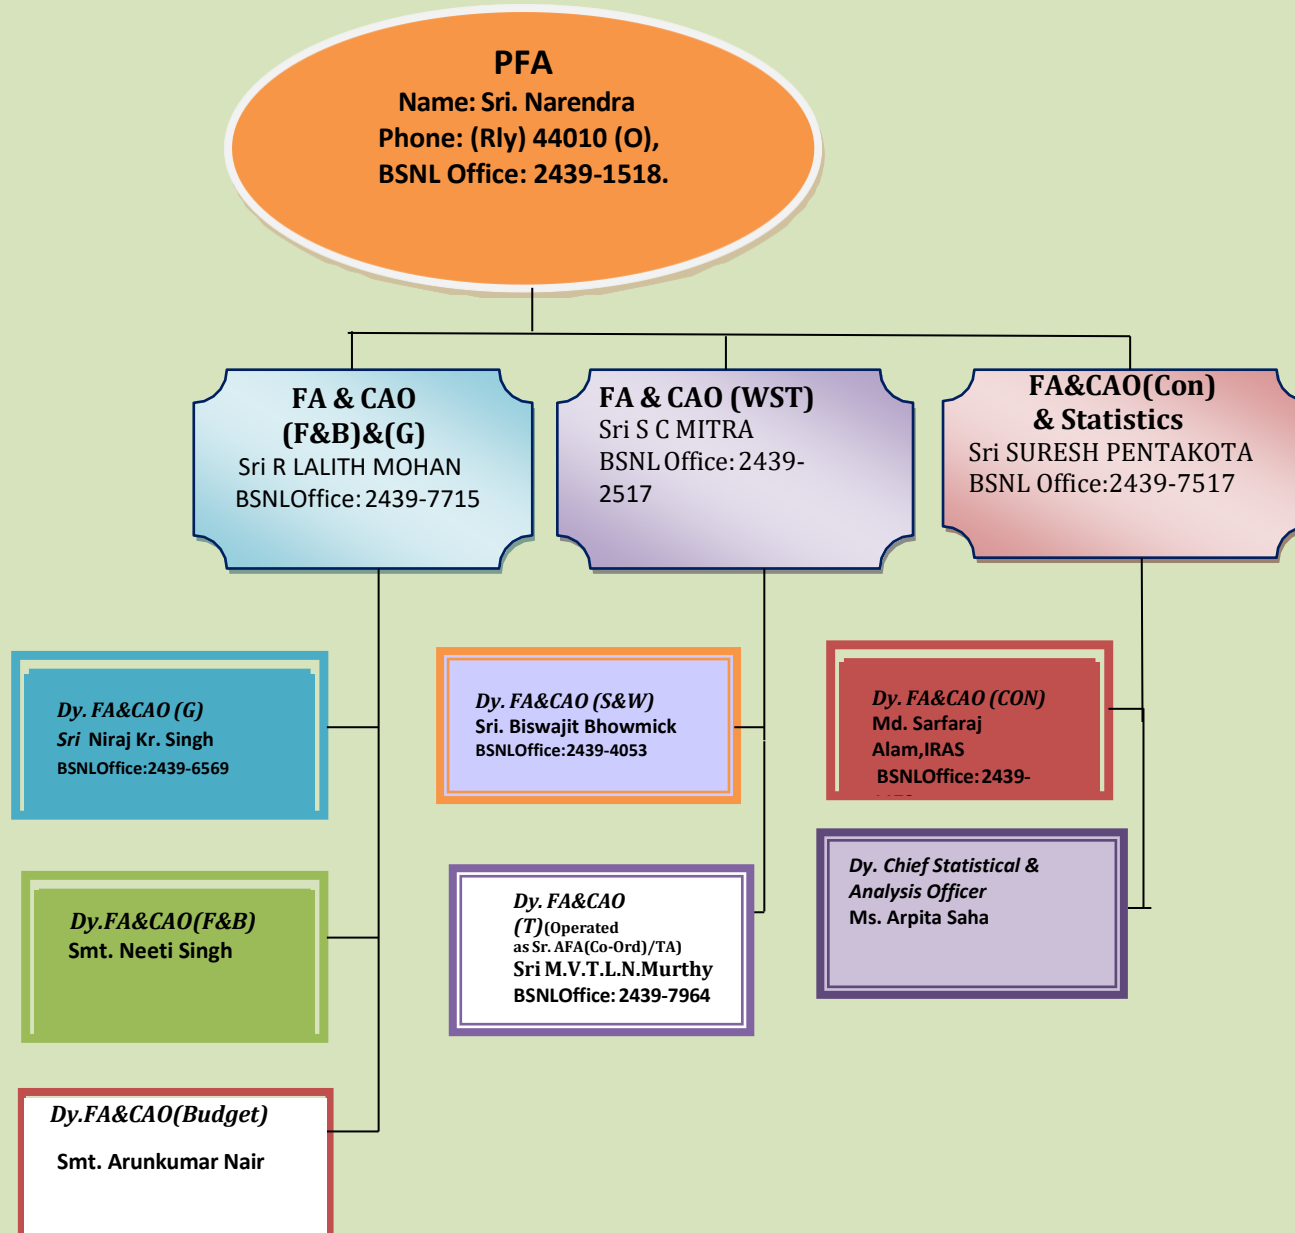 PFA
Name: Sri. Narendra
Phone: (Rly) 44010 (O),
BSNL Office: 2439-1518.
FA & CAO
(F&B)&(G)
Sri R LALITH MOHAN
BSNLOffice: 2439-7715
FA & CAO (WST)
Sri S C MITRA
BSNL Office: 2439-
2517
FA&CAO(Con)
& Statistics
Sri SURESH PENTAKOTA
BSNL Office:2439-7517
Dy. FA&CAO (G)
Sri Niraj Kr. Singh
BSNLOffice:2439-6569
Dy. FA&CAO (S&W)
Sri. Biswajit Bhowmick
BSNLOffice:2439-4053
Dy. FA&CAO (CON)
Md. Sarfaraj
Alam,IRAS
BSNLOffice: 2439-
Dy.FA&CAO(F&B)
Smt. Neeti Singh
Dy. FA&CAO
(T)(Operated
as Sr. AFA(Co-Ord)/TA)
Sri M.V.T.L.N.Murthy
BSNLOffice: 2439-7964
Dy. Chief Statistical &
Analysis Officer
Ms. Arpita Saha
Dy.FA&CAO(Budget)
Smt. Arunkumar Nair